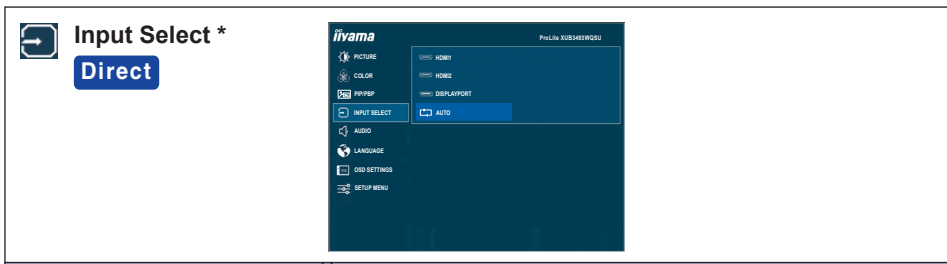 Input Select *
Direct
iiyama
ProLite XUB3493WQSU
PICTURE
HDMI1
COLOR
HDMI2
PIP/PBP
DISPLAYPORT
INPUT SELECT
AUTO
AUDIO
LANGUAGE
OSD SETTINGS
SETUP MENU